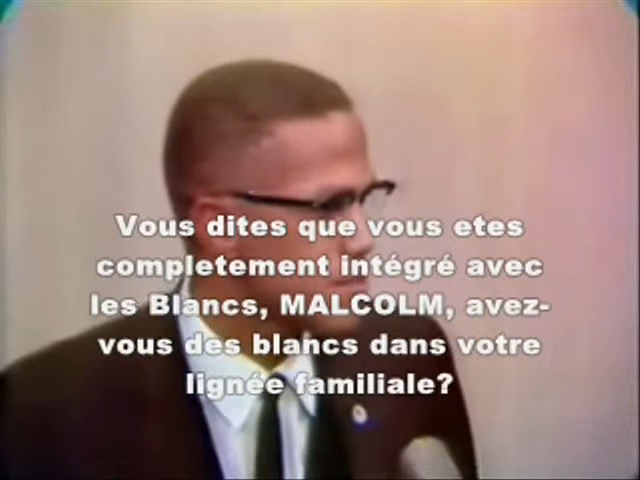 Vous dites que vous etes
completement intégré avec
les Blancs, MALCOLM, avez-
vous des blancs dans votre
lignée familiale?